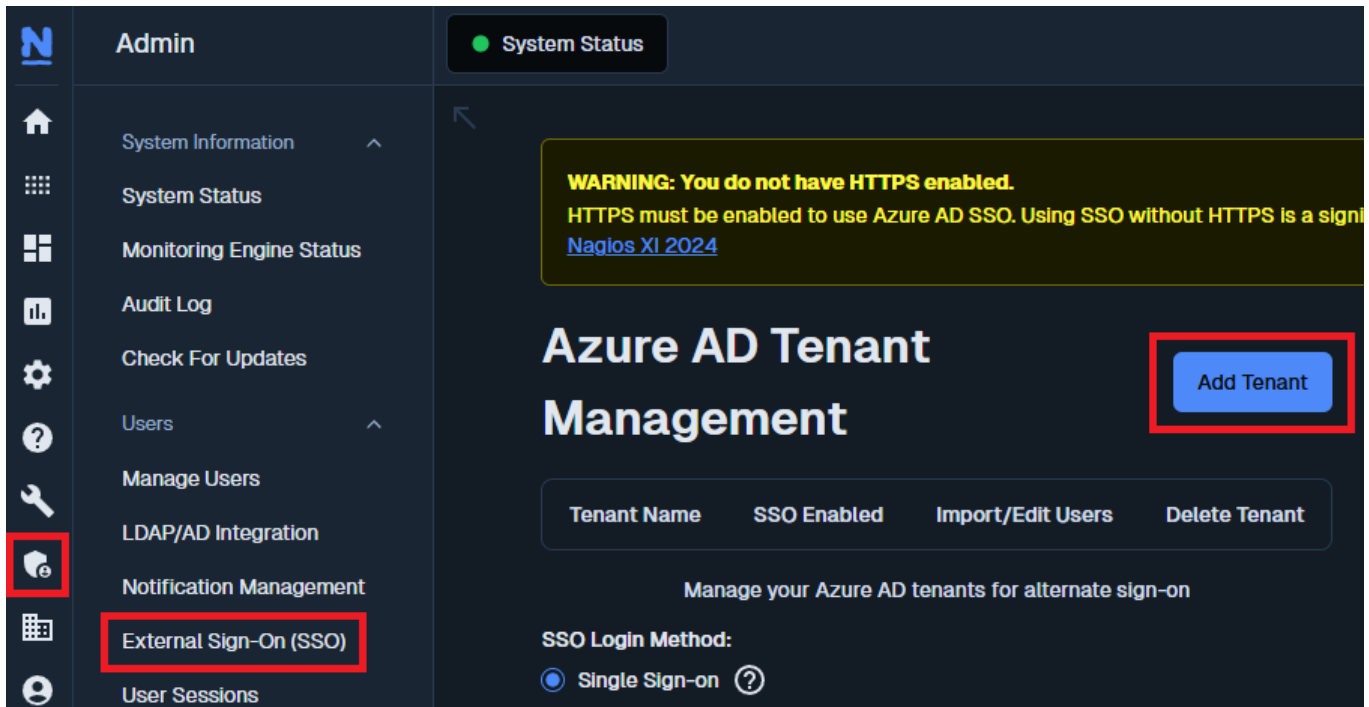 N
Admin
System Status
System Information
System Status
Monitoring Engine Status
Audit Log
Check For Updates
Users
Manage Users
LDAP/AD Integration
Notification Management
External Sign-On (SSO)
User Sessions
WARNING: You do not have HTTPS enabled.
HTTPS must be enabled to use Azure AD SSO. Using SSO without HTTPS is a signi
Nagios XI 2024
Azure AD Tenant
Management
Add Tenant
Tenant Name SSO Enabled Import/Edit Users Delete Tenant
Manage your Azure AD tenants for alternate sign-on
SSO Login Method:
Single Sign-on ?